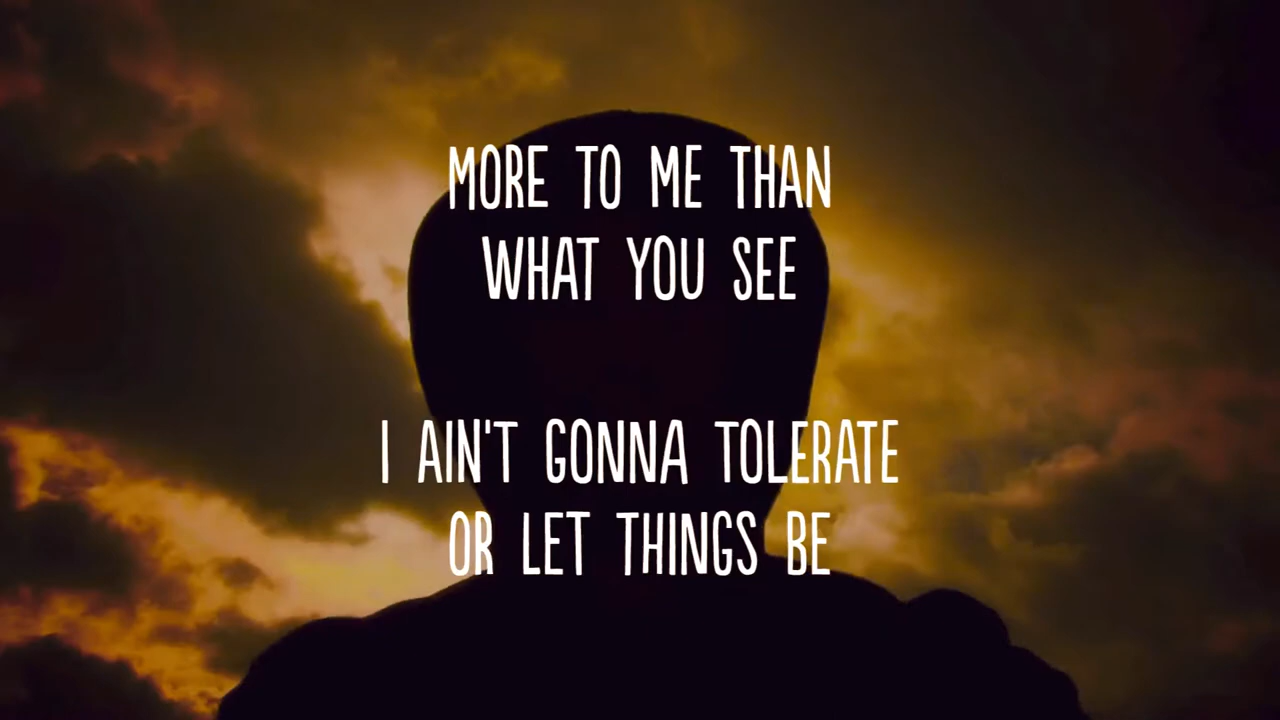 MORE TO ME THAN
WHAT YOU SEE
I AIN'T GONNA TOLERATE
OR LET THINGS BE